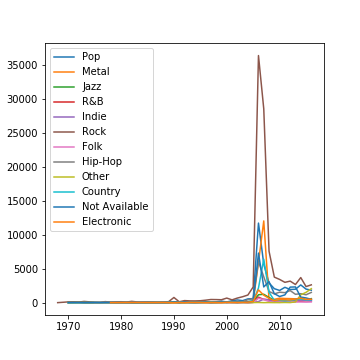 Pop
Metal
Jazz
R&B
Indie
Rock
Folk
Hip-Hop
Other
Country
Not Available
Electronic
35000
30000
25000
20000
15000
10000
5000
0
1970 1980 1990 2000 2010